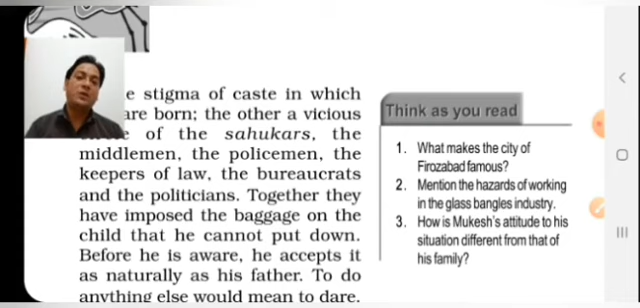 e stigma of caste in which
are born; the other a vicious
of the sahukars, the
middlemen, the policemen, the
keepers of law, the bureaucrats
and the politicians. Together they
have imposed the baggage on the
child that he cannot put down.
Before he is aware, he accepts it
as naturally as his father. To do
anything else would mean to dare.
Think as you read
1. What makes the city of
Firozabad famous?
2. Mention the hazards of working
in the glass bangles industry.
3. How is Mukesh's attitude to his
situation different from that of
his family?